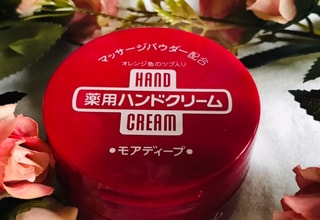 マッサージパウダー配合
オレンジ色のツブ入り
HAND
薬用ハンドクリーム
CREAM
•モアディープ•